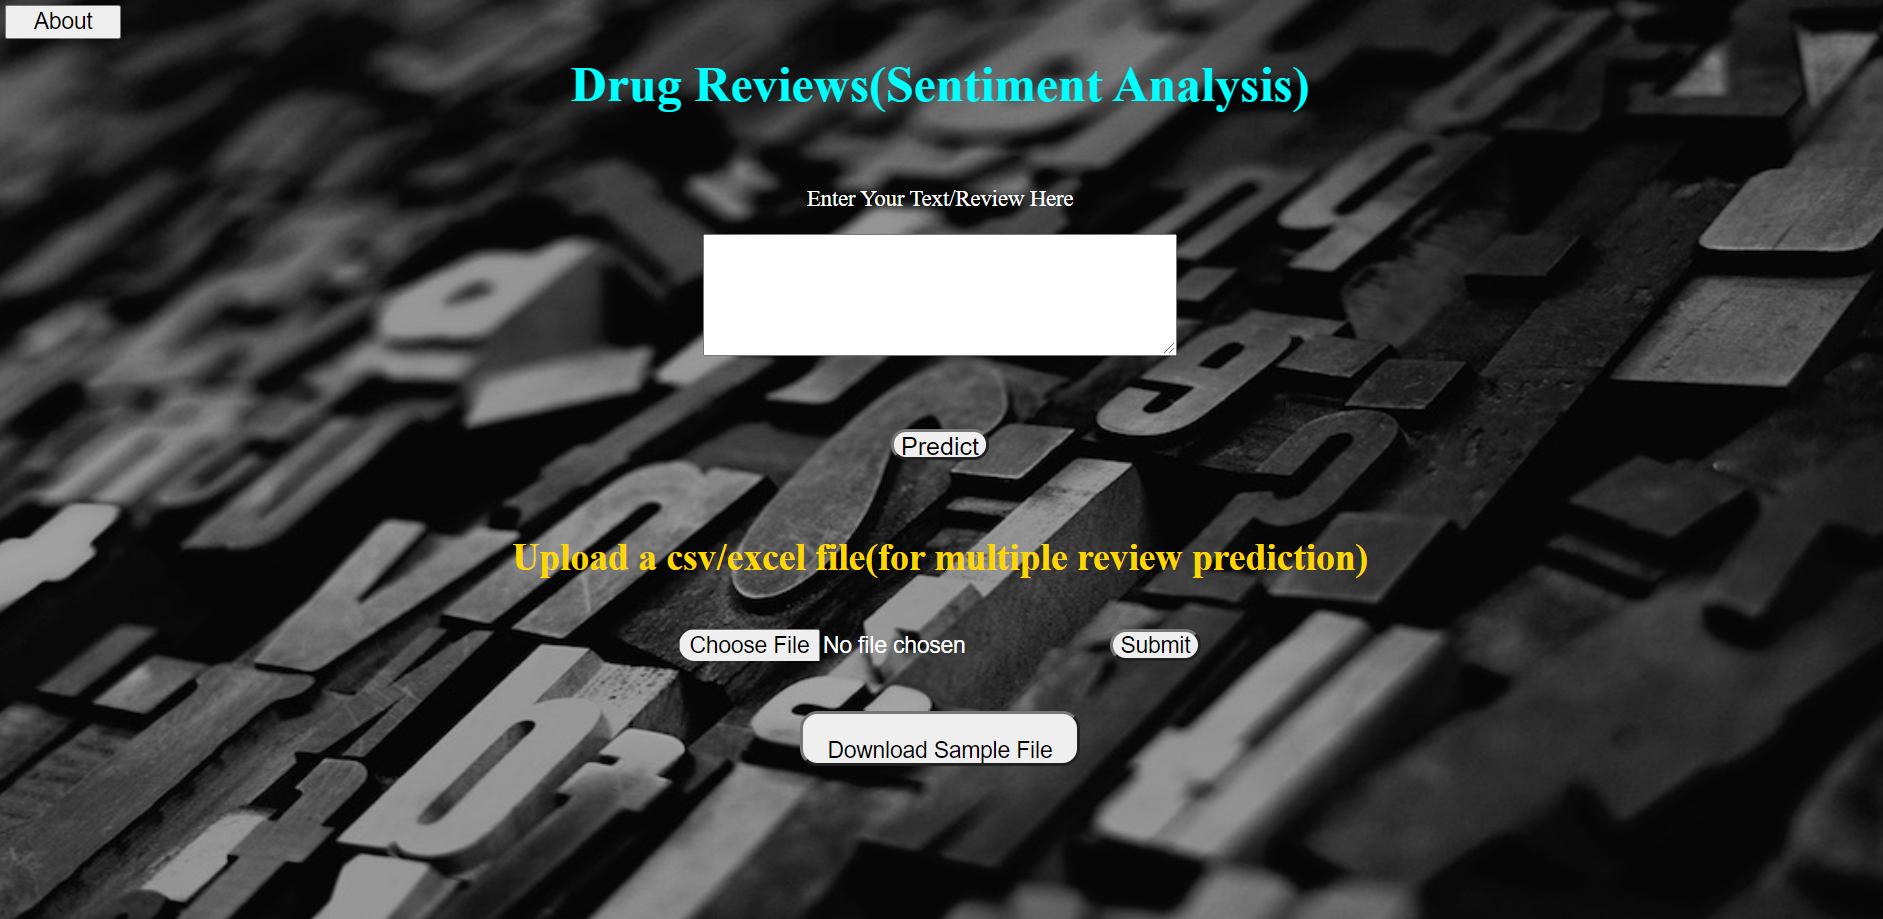 About
Drug Reviews(Sentiment Analysis)
Enter Your Text/Review Here
Predict
Upload a csv/excel file(for multiple review prediction)
Choose File No file chosen Submit
Download Sample File